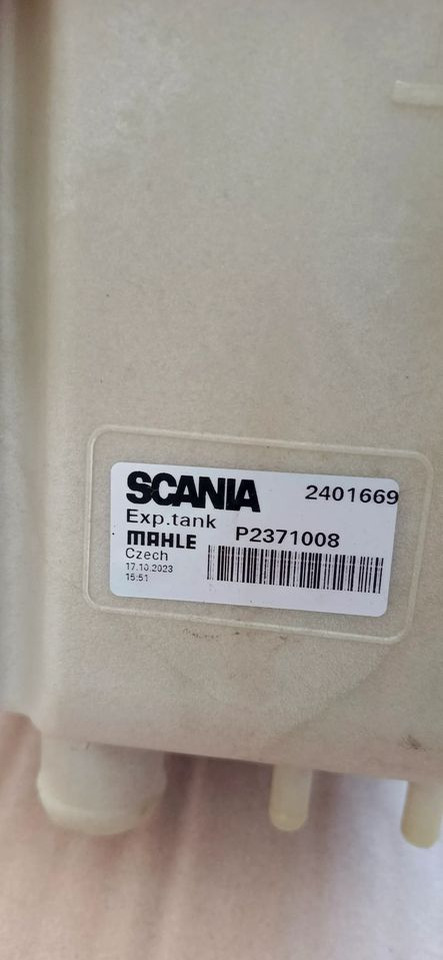 SCANIA 2401669
Exp.tank
MAHLE P2371008
Czech
17.10.2023
15:51